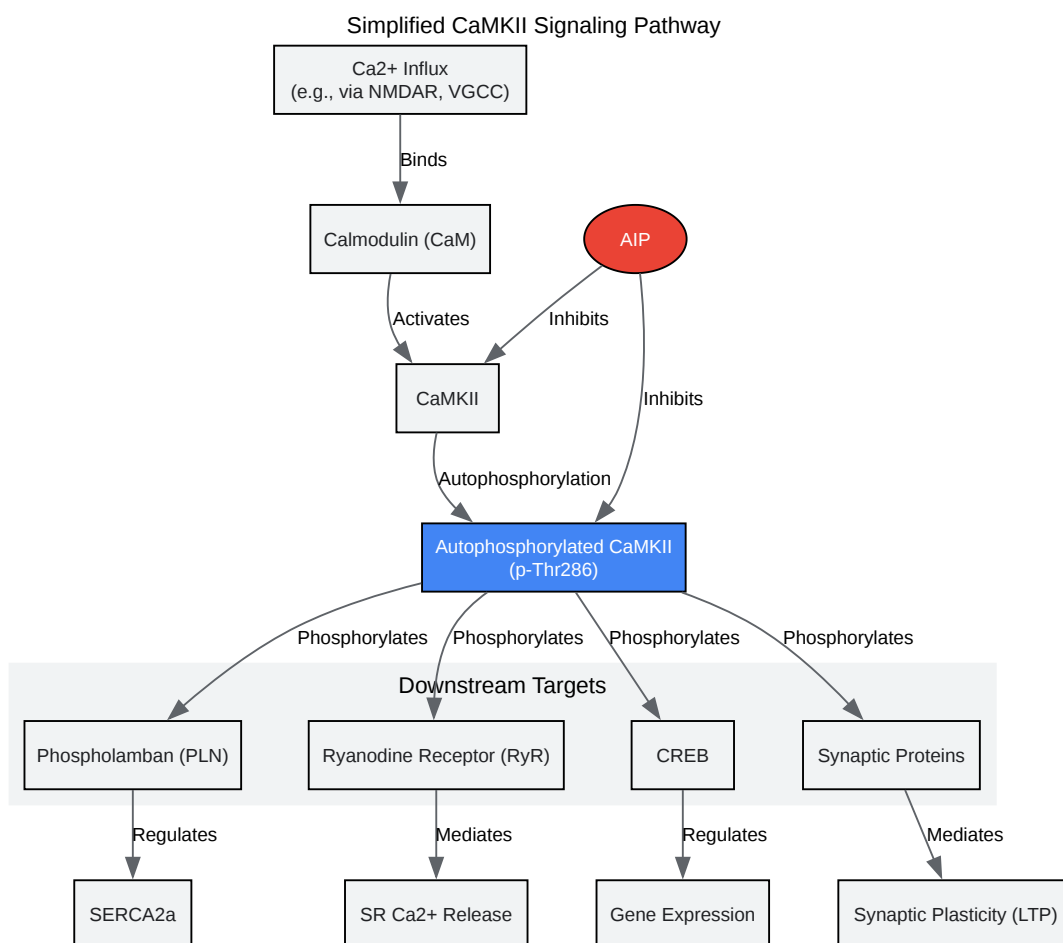 Simplified CaMKII Signaling Pathway
Ca2+ Influx
(e.g., via NMDAR, VGCC)
Binds
Calmodulin (CaM)
AIP
Activates
Inhibits
CaMKII
Inhibits
Autophosphorylation
Autophosphorylated CaMKII
(p-Thr286)
Phosphorylates
Phosphorylates
Phosphorylates
Phosphorylates
Downstream Targets
Phospholamban (PLN)
Ryanodine Receptor (RyR)
CREB
Synaptic Proteins
Regulates
Mediates
Regulates
Mediates
SERCA2a
SR Ca2+ Release
Gene Expression
Synaptic Plasticity (LTP)